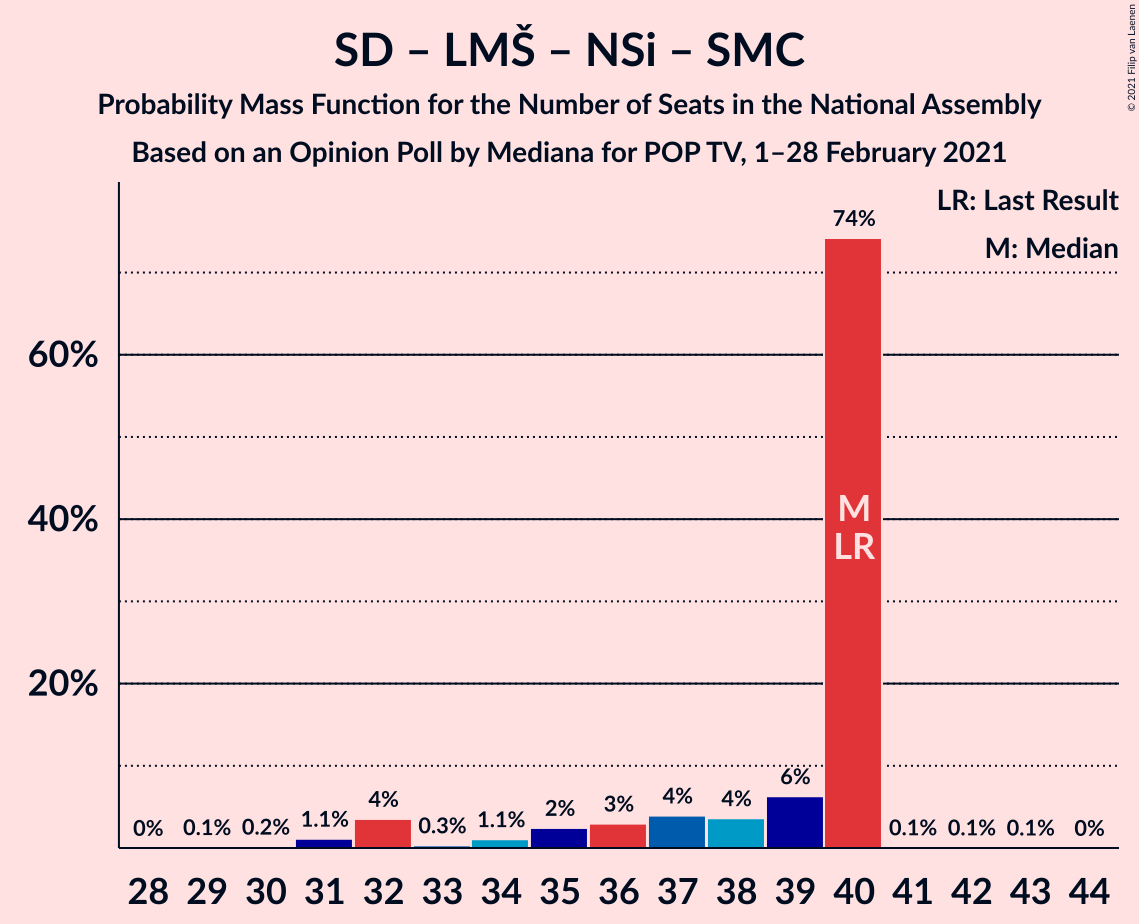 SD – LMŠ – NSi – SMC
Probability Mass Function for the Number of Seats in the National Assembly
Based on an Opinion Poll by Mediana for POP TV, 1–28 February 2021
© 2021 Filip van Laenen
LR: Last Result
M: Median
60%
40%
20%
0% 0.1% 0.2% 1.1% 4% 0.3% 1.1% 2% 3% 4% 4% 6% 74% 0.1% 0.1% 0.1% 0%
M
LR
28 29 30 31 32 33 34 35 36 37 38 39 40 41 42 43 44